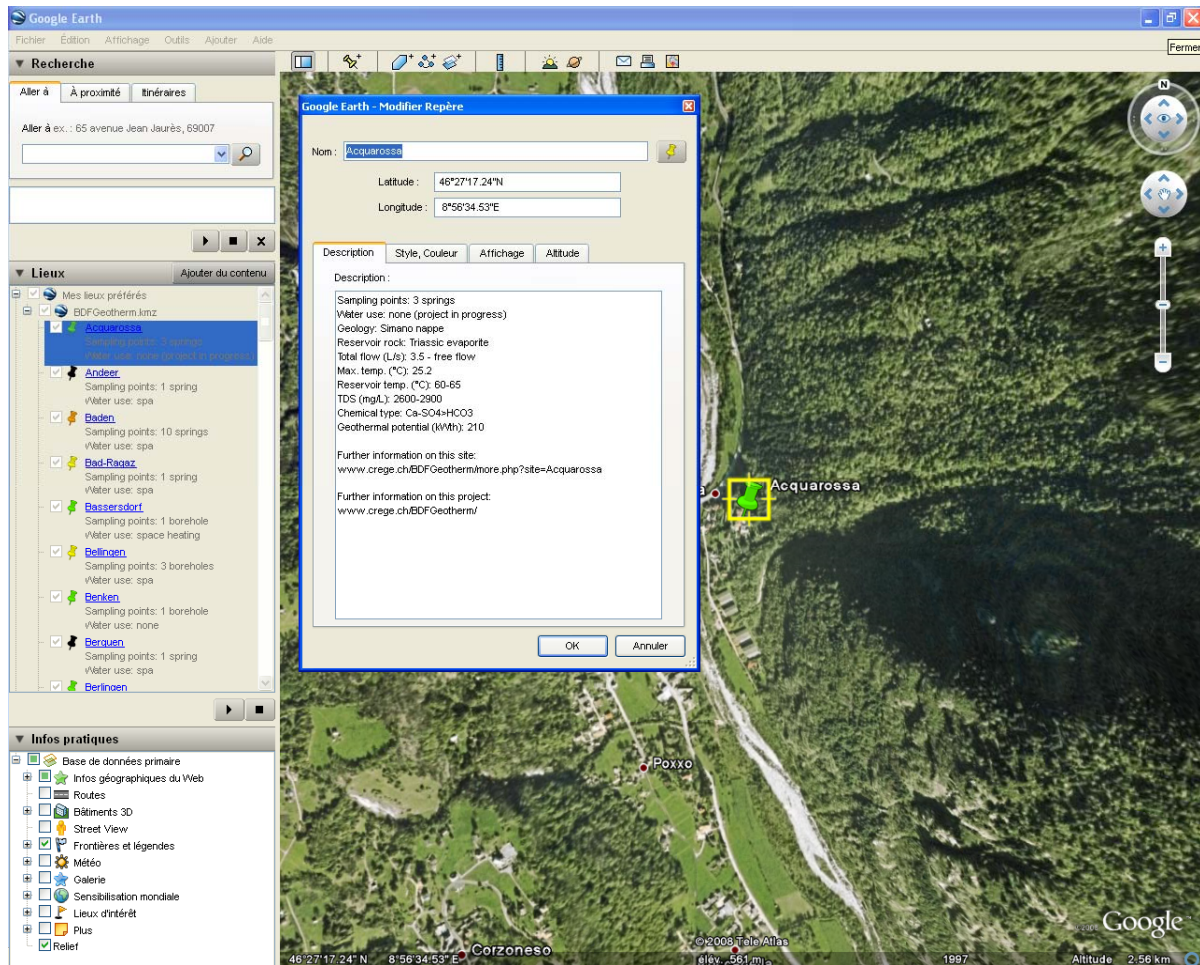 Google Earth
Fichier Édition Affichage Outils Ajouter Aide
Fermer
Recherche
Aller à À proximité Itinéraires
Aller à ex. : 65 avenue Jean Jaurès, 69007
Lieux
Ajouter du contenu
Mes lieux préférés
BDFGeotherm.kmz
Acquarossa
Sampling points: 3 springs
Water use: none (project in progress)
Andeer
Sampling points: 1 spring
Water use: spa
Baden
Sampling points: 10 springs
Water use: spa
Bad-Ragaz
Sampling points: 1 spring
Water use: spa
Bassersdorf
Sampling points: 1 borehole
Water use: space heating
Bellingen
Sampling points: 3 boreholes
Water use: spa
Benken
Sampling points: 1 borehole
Water use: none
Berguen
Sampling points: 1 spring
Water use: spa
Berlingen
Infos pratiques
Base de données primaire
Infos géographiques du Web
Routes
Bâtiments 3D
Street View
Frontières et légendes
Météo
Galerie
Sensibilisation mondiale
Lieux d'intérêt
Plus
Relief
Google Earth - Modifier Repère
Nom : Acquarossa
Latitude : 46°27'17.24"N
Longitude : 8°56'34.53"E
Description Style, Couleur Affichage Altitude
Description :
Sampling points: 3 springs
Water use: none (project in progress)
Geology: Simano nappe
Reservoir rock: Triassic evaporite
Total flow (L/s): 3.5 - free flow
Max. temp. (°C): 25.2
Reservoir temp. (°C): 60-65
TDS (mg/L): 2600-2900
Chemical type: Ca-SO4>HCO3
Geothermal potential (kWth): 210
Further information on this site:
www.crege.ch/BDFGeotherm/more.php?site=Acquarossa
Further information on this project:
www.crege.ch/BDFGeotherm/
OK Annuler
N
a
Acquarossa
Poxxo
Corzoneso
©2008 Tele Atlas
©2008 Google
46°27'17.24" N 8°56'34.53" E élév. 561 m 1997 Altitude 2.56 km